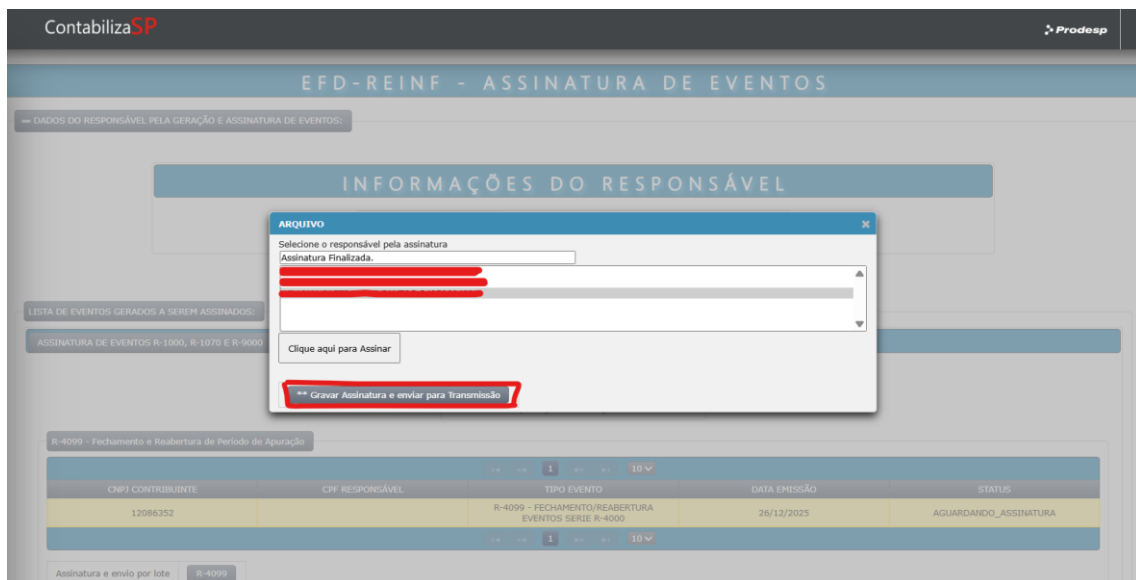 ContabilizaSP
Prodesp
EFD-REINF - ASSINATURA DE EVENTOS
DADOS DO RESPONSÁVEL PELA GERAÇÃO E ASSINATURA DE EVENTOS:
INFORMAÇÕES DO RESPONSÁVEL
ARQUIVO
Selecione o responsável pela assinatura
Assinatura Finalizada.
LISTA DE EVENTOS GERADOS A SEREM ASSINADOS:
ASSINATURA DE EVENTOS R-1000, R-1070 E R-9000
Clique aqui para Assinar
** Gravar Assinatura e enviar para Transmissão
R-4099 - Fechamento e Reabertura de Período de Apuração
1 10
CNPJ CONTRIBUINTE CPF RESPONSÁVEL TIPO EVENTO DATA EMISSÃO STATUS
12086352 R-4099 - FECHAMENTO/REABERTURA EVENTOS SERIE R-4000 26/12/2025 AGUARDANDO_ASSINATURA
1 10
Assinatura e envio por lote R-4099